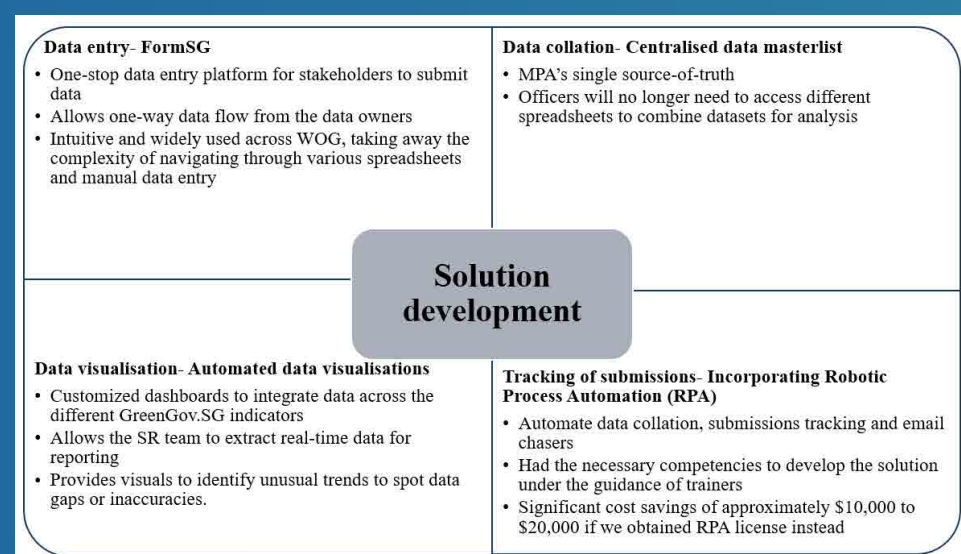 Data entry- FormSG
• One-stop data entry platform for stakeholders to submit
data
• Allows one-way data flow from the data owners
• Intuitive and widely used across WOG, taking away the
complexity of navigating through various spreadsheets
and manual data entry
Data collation- Centralised data masterlist
• MPA's single source-of-truth
• Officers will no longer need to access different
spreadsheets to combine datasets for analysis
Solution
development
Data visualisation- Automated data visualisations
• Customized dashboards to integrate data across the
different GreenGov.SG indicators
• Allows the SR team to extract real-time data for
reporting
• Provides visuals to identify unusual trends to spot data
gaps or inaccuracies.
Tracking of submissions- Incorporating Robotic
Process Automation (RPA)
• Automate data collation, submissions tracking and email
chasers
• Had the necessary competencies to develop the solution
under the guidance of trainers
• Significant cost savings of approximately $10,000 to
$20,000 if we obtained RPA license instead